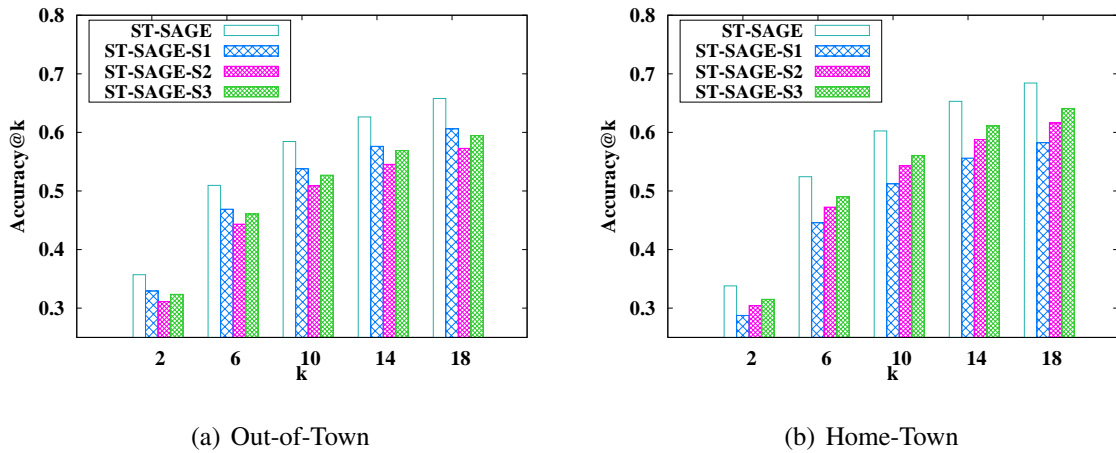 0.8
0.7
0.6
0.5
0.4
0.3
Accuracy@k
ST-SAGE
ST-SAGE-S1
ST-SAGE-S2
ST-SAGE-S3
2 6 10 14 18
k
(a) Out-of-Town
0.8
0.7
0.6
0.5
0.4
0.3
Accuracy@k
ST-SAGE
ST-SAGE-S1
ST-SAGE-S2
ST-SAGE-S3
2 6 10 14 18
k
(b) Home-Town